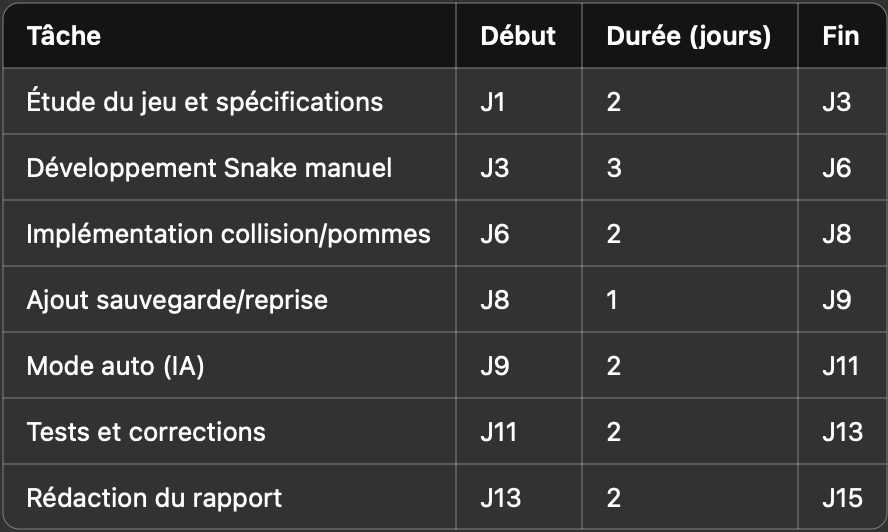 Tâche Début Durée (jours) Fin
Étude du jeu et spécifications J1 2 J3
Développement Snake manuel J3 3 J6
Implémentation collision/pommes J6 2 J8
Ajout sauvegarde/reprise J8 1 J9
Mode auto (IA) J9 2 J11
Tests et corrections J11 2 J13
Rédaction du rapport J13 2 J15